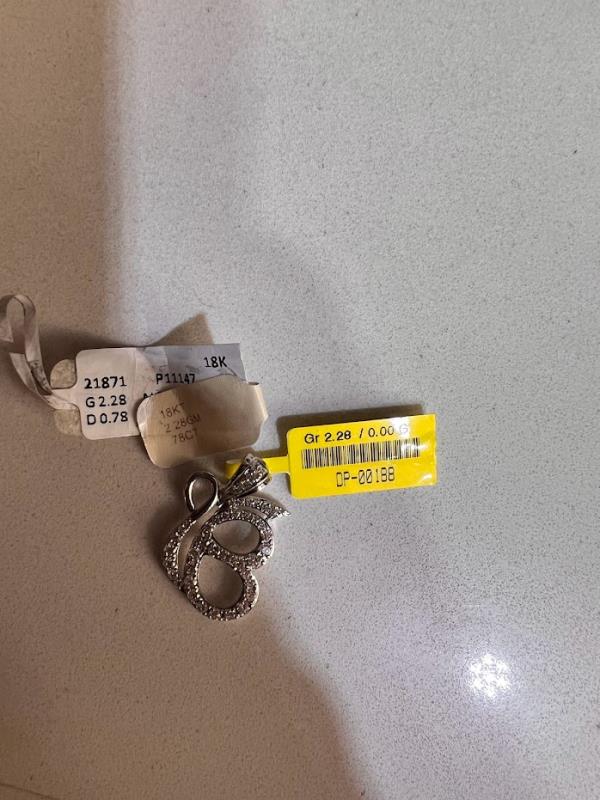 18K
21871 P11147
G 2.28
D 0.78
18KT
2.28GM
78CT
Gr 2.28 / 0.00 G
DP-00188